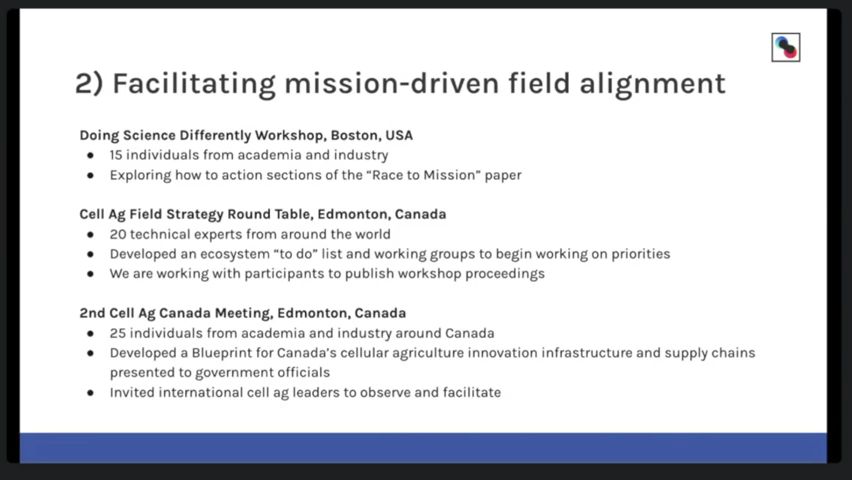 2) Facilitating mission-driven field alignment
Doing Science Differently Workshop, Boston, USA
● 15 individuals from academia and industry
● Exploring how to action sections of the “Race to Mission” paper
Cell Ag Field Strategy Round Table, Edmonton, Canada
● 20 technical experts from around the world
● Developed an ecosystem “to do” list and working groups to begin working on priorities
● We are working with participants to publish workshop proceedings
2nd Cell Ag Canada Meeting, Edmonton, Canada
● 25 individuals from academia and industry around Canada
● Developed a Blueprint for Canada’s cellular agriculture innovation infrastructure and supply chains
presented to government officials
● Invited international cell ag leaders to observe and facilitate